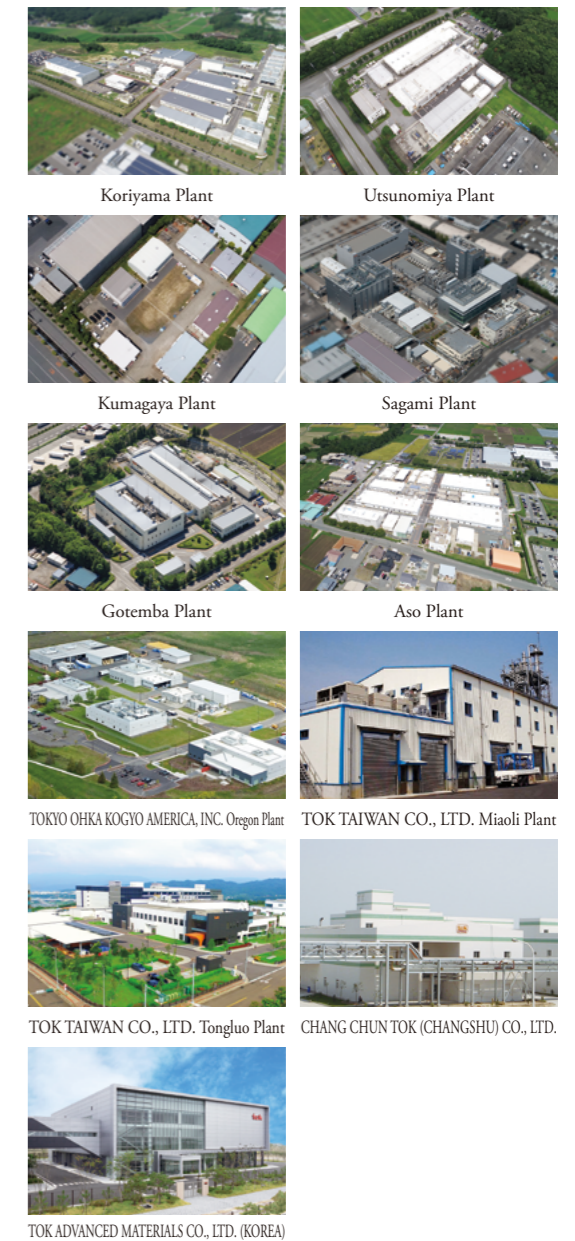 Koriyama Plant
Utsunomiya Plant
Kumagaya Plant
Sagami Plant
Gotemba Plant
Aso Plant
TOKYO OHKA KOGYO AMERICA, INC. Oregon Plant
TOK TAIWAN CO., LTD. Miaoli Plant
TOK TAIWAN CO., LTD. Tongluo Plant
CHANG CHUN TOK (CHANGSHU) CO., LTD.
TOK ADVANCED MATERIALS CO., LTD. (KOREA)